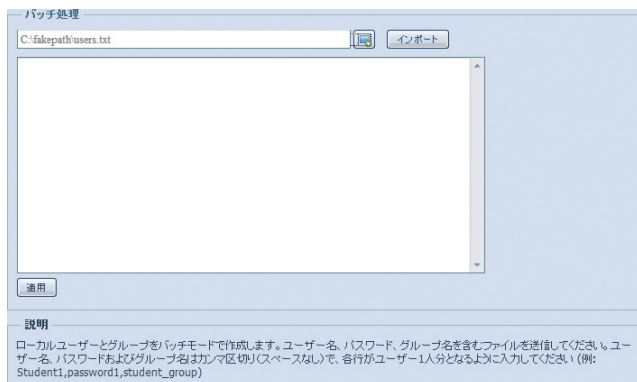 バッチ処理
C:\fakepath\users.txt
インポート
適用
説明
ローカルユーザーとグループをバッチモードで作成します。ユーザー名、パスワード、グループ名を含むファイルを送信してください。ユー
ザー名、パスワードおよびグループ名はカンマ区切り(スペースなし)で、各行がユーザー1人分となるように入力してください (例:
Student1,password1,student_group)